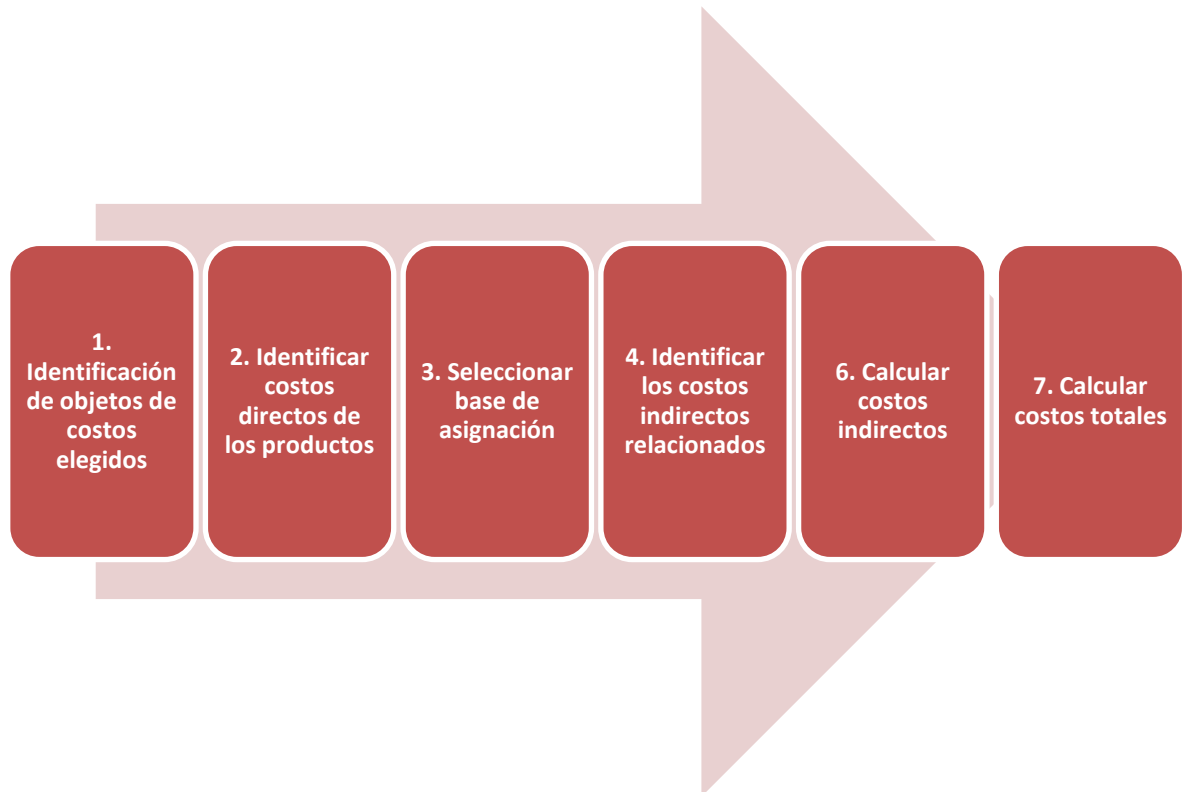 1.
Identificación
de objetos de
costos
elegidos
2. Identificar
costos
directos de
los productos
3. Seleccionar
base de
asignación
4. Identificar
los costos
indirectos
relacionados
6. Calcular
costos
indirectos
7. Calcular
costos totales